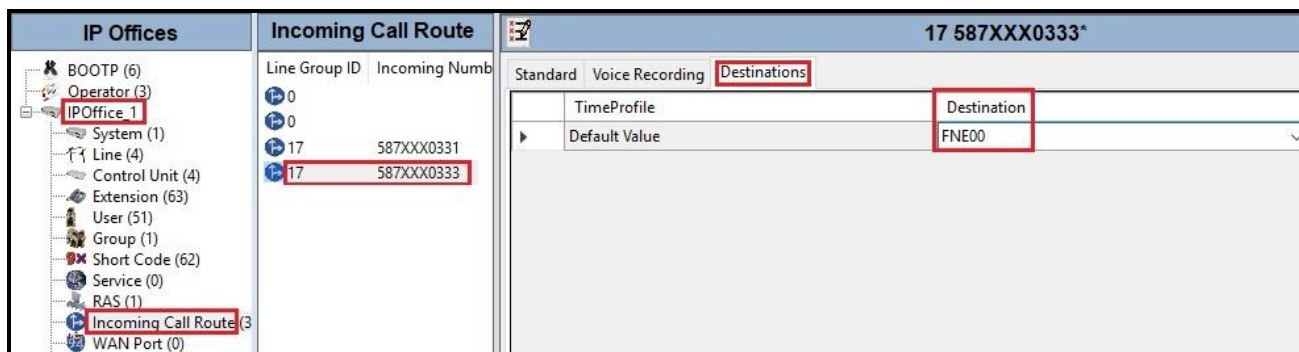 IP Offices
BOOTP (6)
Operator (3)
IPOffice_1
System (1)
Line (4)
Control Unit (4)
Extension (63)
User (51)
Group (1)
Short Code (62)
Service (0)
RAS (1)
Incoming Call Route (3
WAN Port (0)
Incoming Call Route
Line Group ID Incoming Numb
0
0
17 587XXX0331
17 587XXX0333
17 587XXX0333*
Standard Voice Recording Destinations
TimeProfile Destination
Default Value FNE00